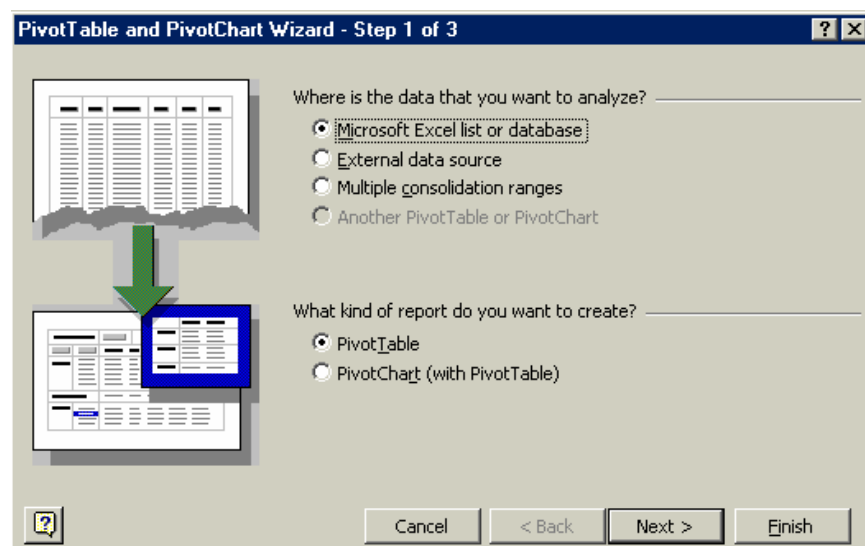 PivotTable and PivotChart Wizard - Step 1 of 3
Where is the data that you want to analyze?
Microsoft Excel list or database
External data source
Multiple consolidation ranges
Another PivotTable or PivotChart
What kind of report do you want to create?
PivotTable
PivotChart (with PivotTable)
Cancel
< Back
Next >
Finish